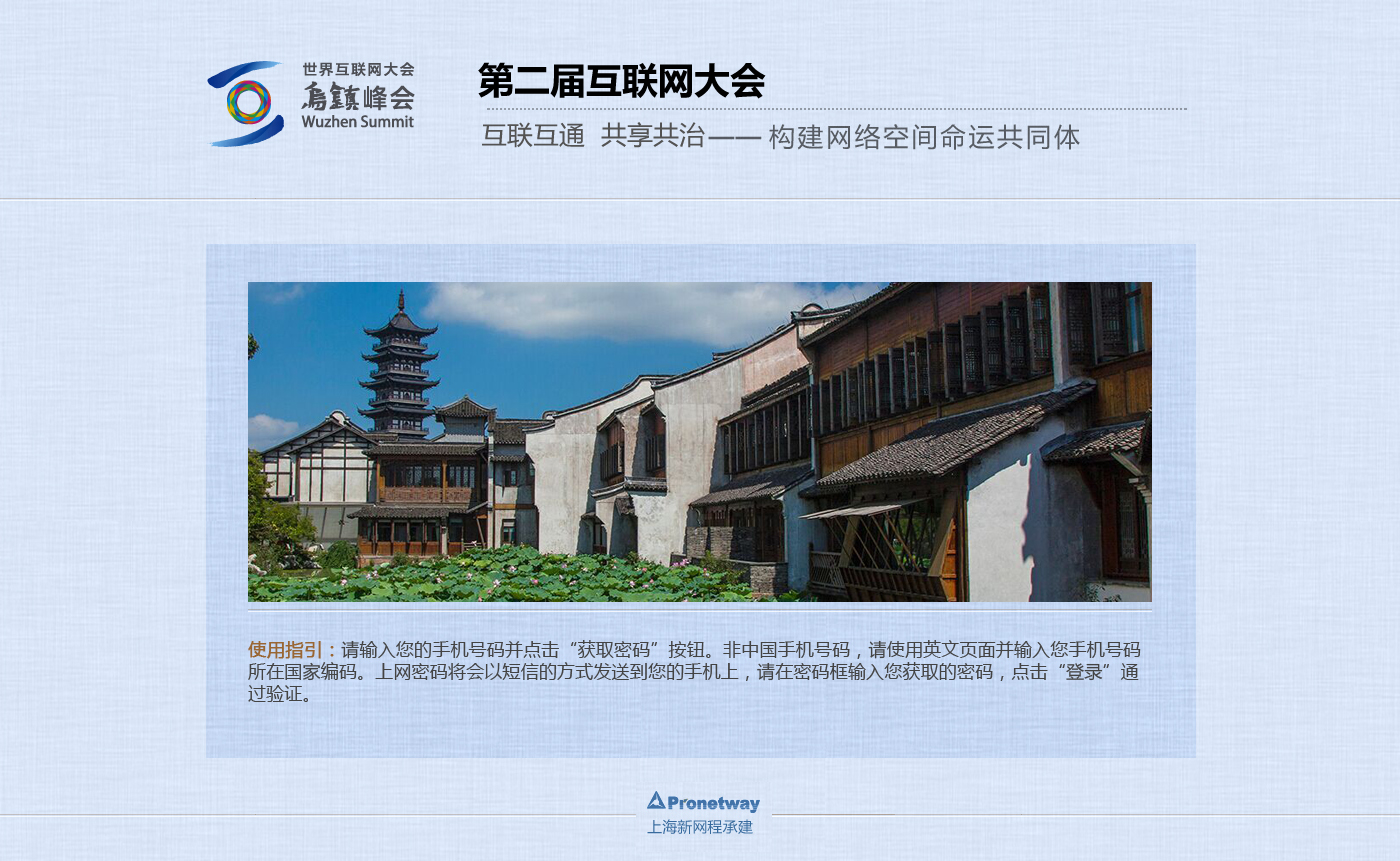 世界互联网大会
乌镇峰会
Wuzhen Summit
第二届互联网大会
互联互通 共享共治——构建网络空间命运共同体
使用指引：请输入您的手机号码并点击“获取密码”按钮。非中国手机号码，请使用英文页面并输入您手机号码
所在国家编码。上网密码将会以短信的方式发送到您的手机上，请在密码框输入您获取的密码，点击“登录”通
过验证。
Pronetway
上海新网程承建